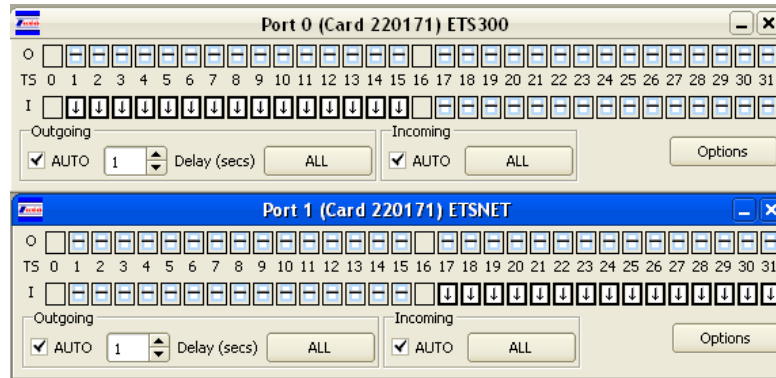 Port 0 (Card 220171) ETS300
O
TS 0 1 2 3 4 5 6 7 8 9 10 11 12 13 14 15 16 17 18 19 20 21 22 23 24 25 26 27 28 29 30 31
I
Outgoing Incoming
AUTO 1 Delay (secs) ALL AUTO ALL Options
Port 1 (Card 220171) ETSNET
O
TS 0 1 2 3 4 5 6 7 8 9 10 11 12 13 14 15 16 17 18 19 20 21 22 23 24 25 26 27 28 29 30 31
I
Outgoing Incoming
AUTO 1 Delay (secs) ALL AUTO ALL Options